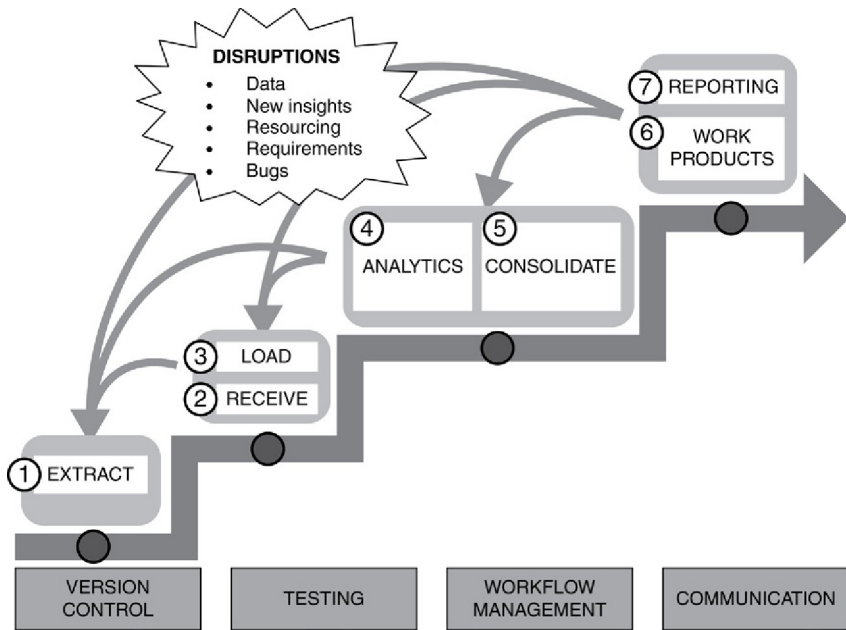 DISRUPTIONS
• Data
• New insights
• Resourcing
• Requirements
• Bugs
7 REPORTING
6 WORK
PRODUCTS
4
ANALYTICS
5
CONSOLIDATE
3 LOAD
2 RECEIVE
1 EXTRACT
VERSION
CONTROL
TESTING
WORKFLOW
MANAGEMENT
COMMUNICATION